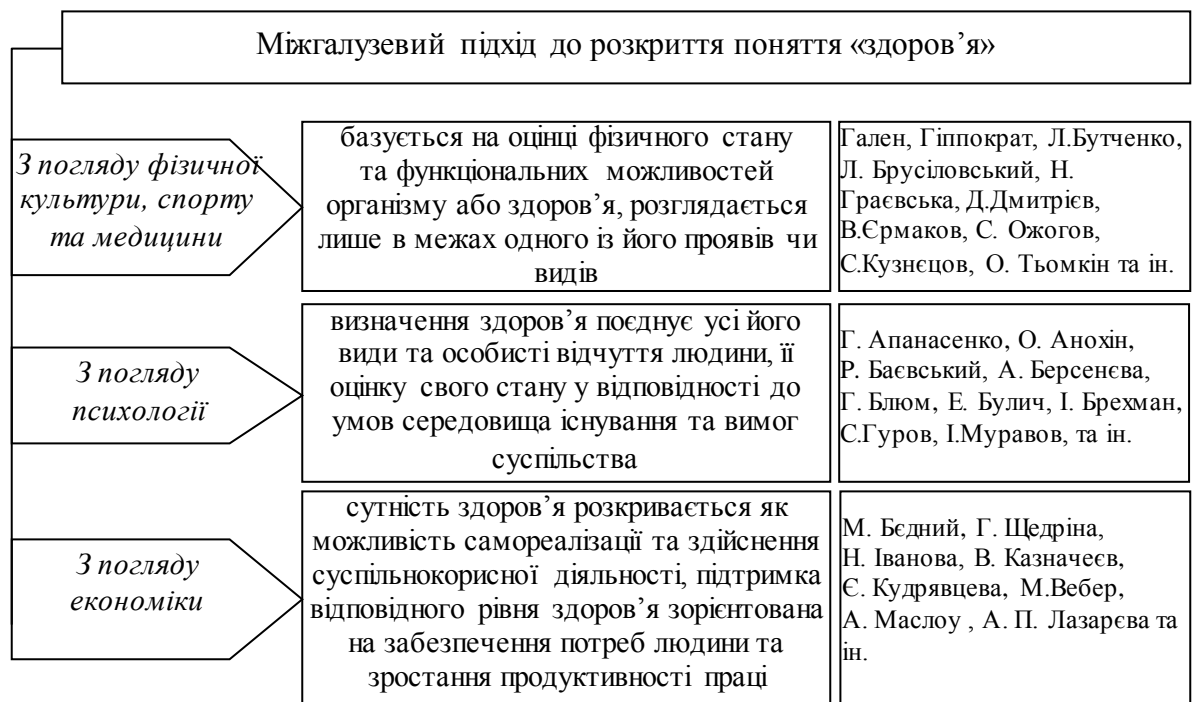 Міжгалузевий підхід до розкриття поняття «здоров’я»
З погляду фізичної
культури, спорту
та медицини
базується на оцінці фізичного стану
та функціональних можливостей
організму або здоров’я, розглядається
лише в межах одного із його проявів чи
видів
Гален, Гіппократ, Л.Бутченко,
Л. Брусіловський, Н.
Граєвська, Д.Дмитрієв,
В.Єрмаков, С. Ожогов,
С.Кузнєцов, О. Тьомкін та ін.
З погляду
психології
визначення здоров’я поєднує усі його
види та особисті відчуття людини, її
оцінку свого стану у відповідності до
умов середовища існування та вимог
суспільства
Г. Апанасенко, О. Анохін,
Р. Баєвський, А. Берсенєва,
Г. Блюм, Е. Булич, І. Брехман,
С.Гуров, І.Муравов, та ін.
З погляду
економіки
сутність здоров’я розкривається як
можливість самореалізації та здійснення
суспільнокорисної діяльності, підтримка
відповідного рівня здоров’я зорієнтована
на забезпечення потреб людини та
зростання продуктивності праці
М. Бєдний, Г. Щедріна,
Н. Іванова, В. Казначеєв,
Є. Кудрявцева, М.Вебер,
А. Маслоу , А. П. Лазарєва та
ін.